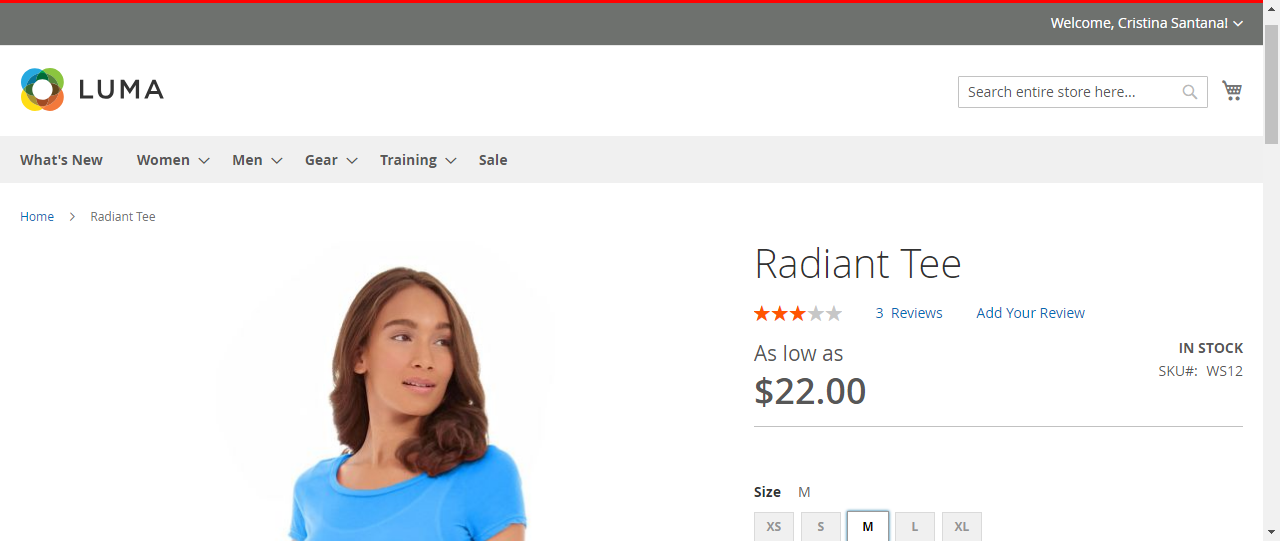 Welcome, Cristina Santana!
LUMA
Search entire store here...
What's New Women Men Gear Training Sale
Home Radiant Tee
Radiant Tee
3 Reviews Add Your Review
As low as
IN STOCK
SKU#: WS12
$22.00
Size M
XS S M L XL